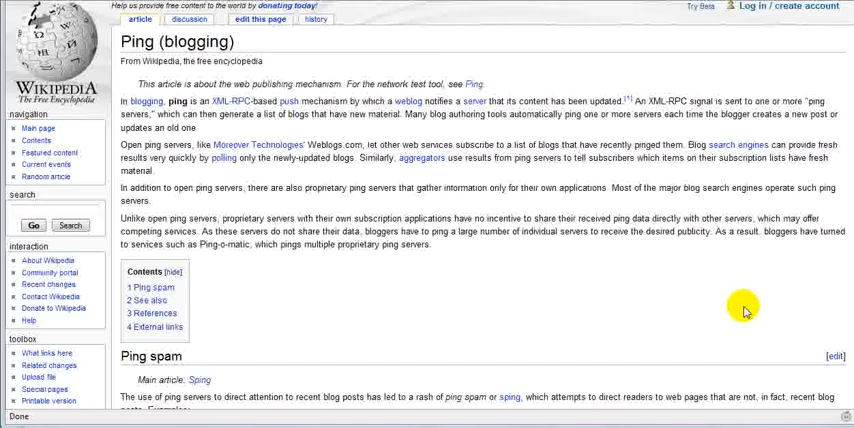 Help us provide free content to the world by donating today!
Try Beta
Log in / create account
article
discussion
edit this page
history
WIKIPEDIA
The Free Encyclopedia
Ping (blogging)
From Wikipedia, the free encyclopedia
This article is about the web publishing mechanism. For the network test tool, see Ping.
In blogging, ping is an XML-RPC-based push mechanism by which a weblog notifies a server that its content has been updated.[1] An XML-RPC signal is sent to one or more "ping
servers," which can then generate a list of blogs that have new material. Many blog authoring tools automatically ping one or more servers each time the blogger creates a new post or
updates an old one
Open ping servers, like Moreover Technologies' Weblogs.com, let other web services subscribe to a list of blogs that have recently pinged them. Blog search engines can provide fresh
results very quickly by polling only the newly-updated blogs. Similarly, aggregators use results from ping servers to tell subscribers which items on their subscription lists have fresh
material.
In addition to open ping servers, there are also proprietary ping servers that gather information only for their own applications. Most of the major blog search engines operate such ping
servers.
Unlike open ping servers, proprietary servers with their own subscription applications have no incentive to share their received ping data directly with other servers, which may offer
competing services. As these servers do not share their data, bloggers have to ping a large number of individual servers to receive the desired publicity. As a result, bloggers have turned
to services such as Ping-o-matic, which pings multiple proprietary ping servers.
Contents [hide]
1 Ping spam
2 See also
3 References
4 External links
Ping spam
[edit]
Main article: Sping
The use of ping servers to direct attention to recent blog posts has led to a rash of ping spam or sping, which attempts to direct readers to web pages that are not, in fact, recent blog
posts. Examples:
navigation
Main page
Contents
Featured content
Current events
Random article
search
Go
Search
interaction
About Wikipedia
Community portal
Recent changes
Contact Wikipedia
Donate to Wikipedia
Help
toolbox
What links here
Related changes
Upload file
Special pages
Printable version
Done